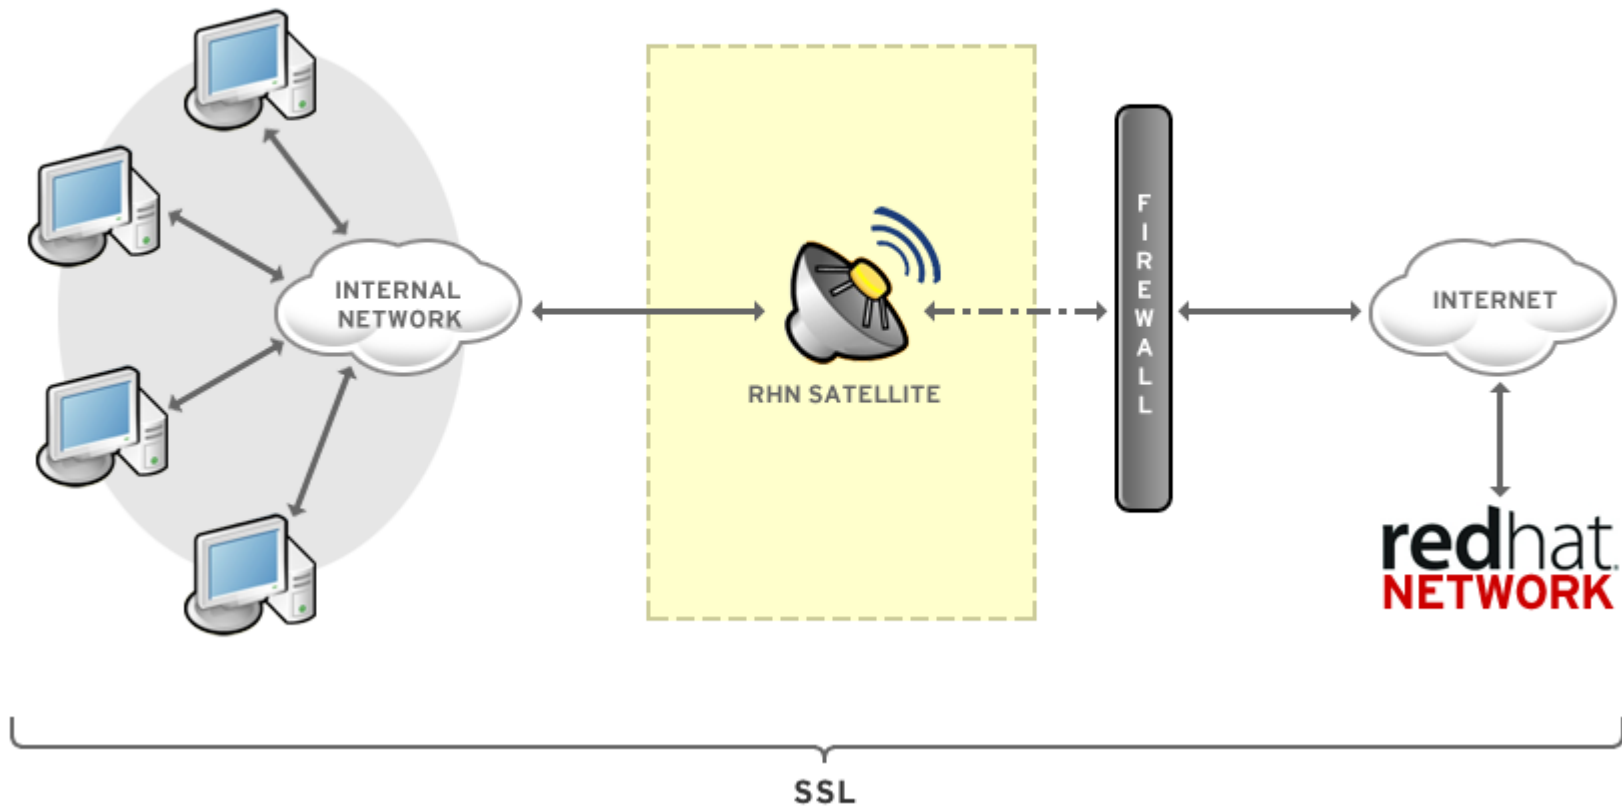 INTERNAL
NETWORK
RHN SATELLITE
FIREWALL
INTERNET
redhat.
NETWORK
SSL